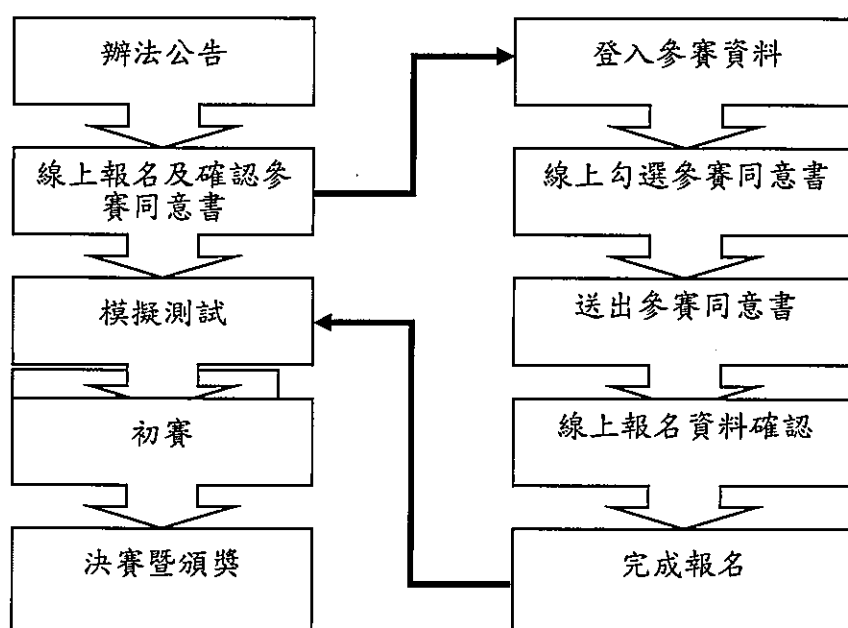 辦法公告
線上報名及確認參
賽同意書
模擬測試
初賽
決賽暨頒獎
登入參賽資料
線上勾選參賽同意書
送出參賽同意書
線上報名資料確認
完成報名